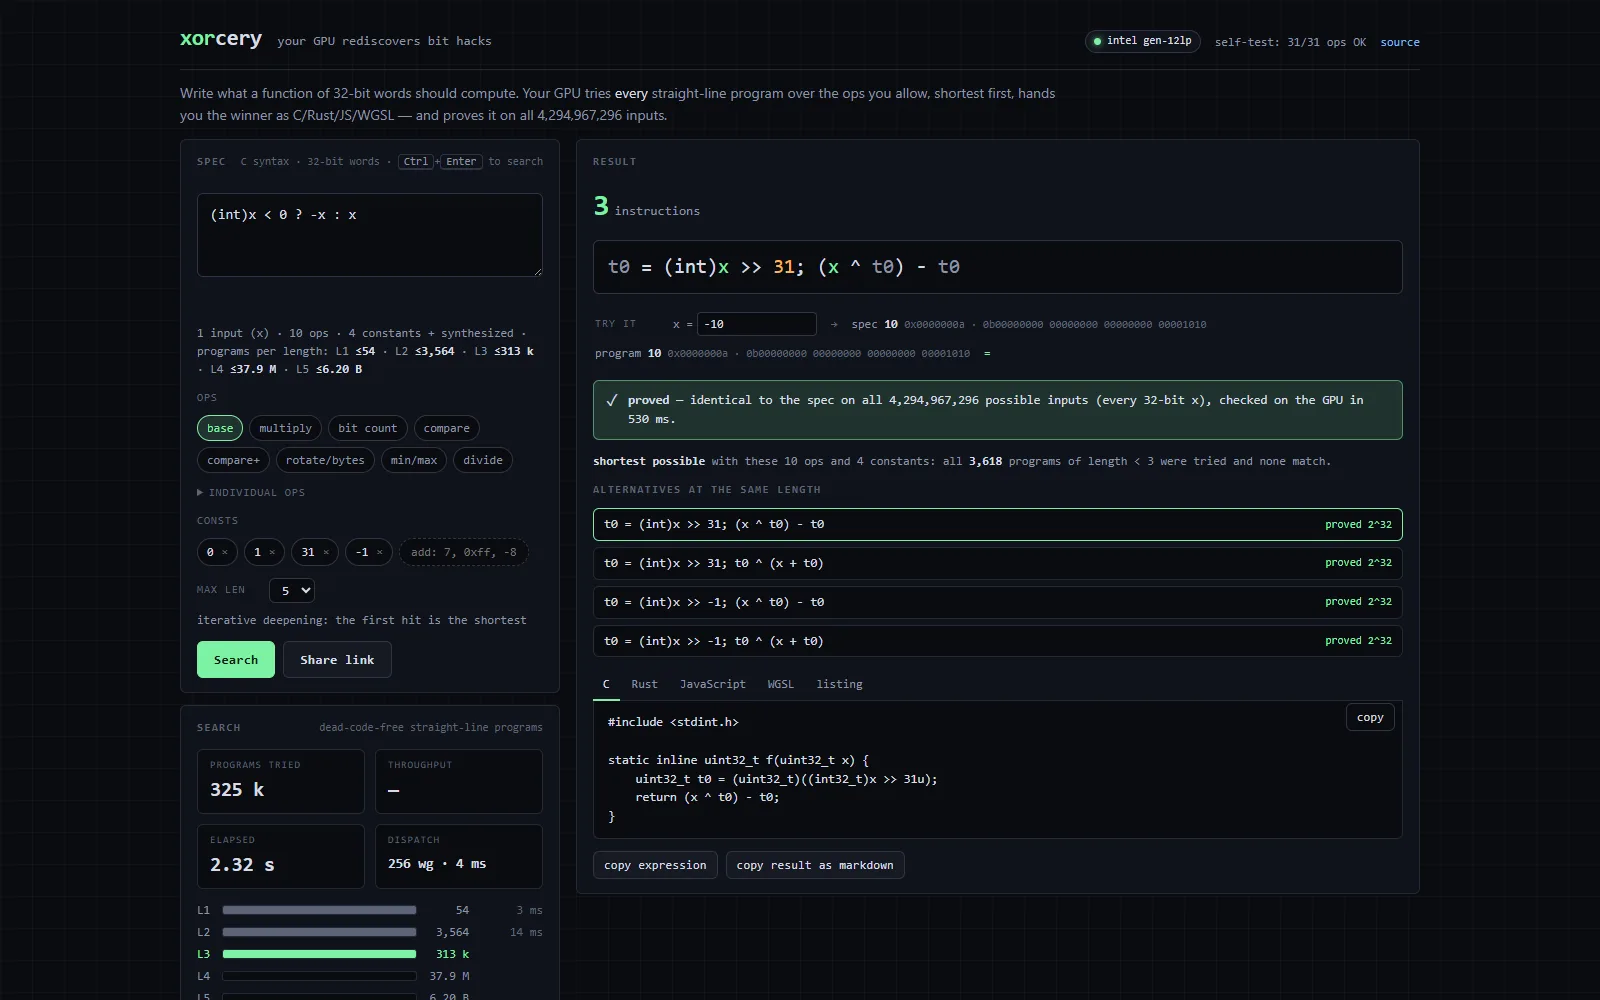 xorcery your GPU rediscovers bit hacks
intel gen-12lp self-test: 31/31 ops OK source
Write what a function of 32-bit words should compute. Your GPU tries every straight-line program over the ops you allow, shortest first, hands
you the winner as C/Rust/JS/WGSL — and proves it on all 4,294,967,296 inputs.
SPEC C syntax · 32-bit words · Ctrl+Enter to search
(int)x < 0 ? -x : x
1 input (x) · 10 ops · 4 constants + synthesized ·
programs per length: L1 ≤54 · L2 ≤3,564 · L3 ≤313 k
· L4 ≤37.9 M · L5 ≤6.20 B
OPS
base multiply bit count compare
compare+ rotate/bytes min/max divide
▶ INDIVIDUAL OPS
CONSTS
0 × 1 × 31 × -1 × add: 7, 0xff, -8
MAX LEN 5
iterative deepening: the first hit is the shortest
Search Share link
SEARCH dead-code-free straight-line programs
PROGRAMS TRIED
325 k
THROUGHPUT
—
ELAPSED
2.32 s
DISPATCH
256 wg · 4 ms
L1 54 3 ms
L2 3,564 14 ms
L3 313 k
L4 37.9 M
L5 6.20 B
RESULT
3 instructions
t0 = (int)x >> 31; (x ^ t0) - t0
TRY IT x = -10 → spec 10 0x0000000a · 0b00000000 00000000 00000000 00001010
program 10 0x0000000a · 0b00000000 00000000 00000000 00001010 =
✓ proved — identical to the spec on all 4,294,967,296 possible inputs (every 32-bit x), checked on the GPU in
530 ms.
shortest possible with these 10 ops and 4 constants: all 3,618 programs of length < 3 were tried and none match.
ALTERNATIVES AT THE SAME LENGTH
t0 = (int)x >> 31; (x ^ t0) - t0 proved 2^32
t0 = (int)x >> 31; t0 ^ (x + t0) proved 2^32
t0 = (int)x >> -1; (x ^ t0) - t0 proved 2^32
t0 = (int)x >> -1; t0 ^ (x + t0) proved 2^32
C Rust JavaScript WGSL listing
copy
#include <stdint.h>
static inline uint32_t f(uint32_t x) {
uint32_t t0 = (uint32_t)((int32_t)x >> 31u);
return (x ^ t0) - t0;
}
copy expression copy result as markdown